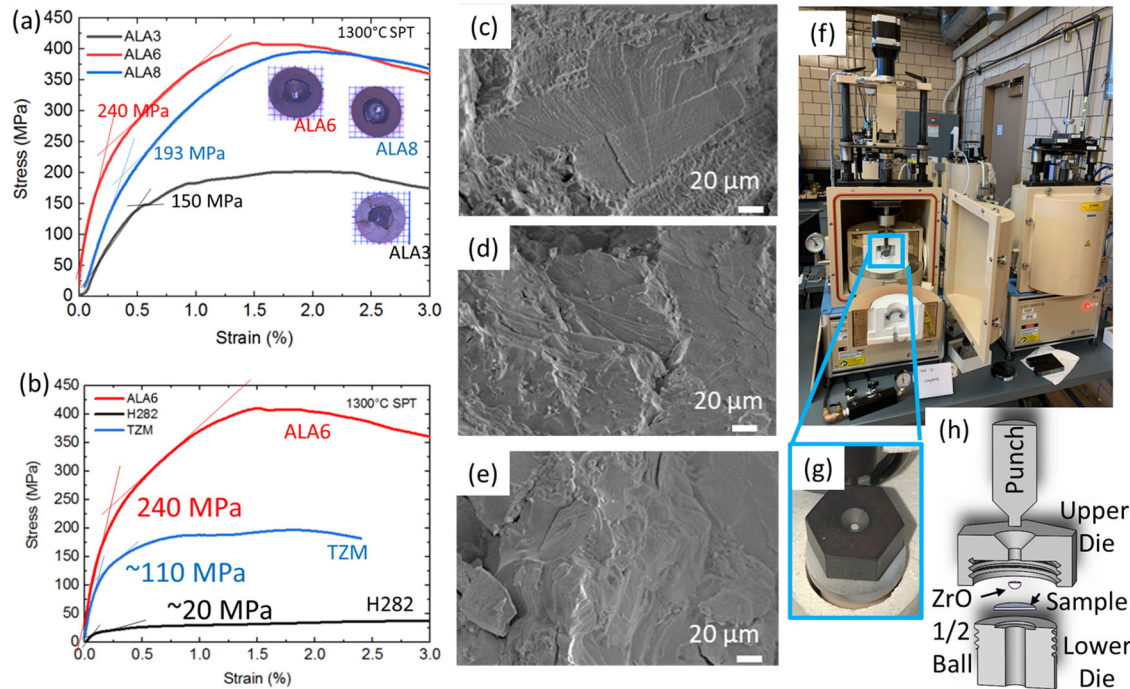 (a)
450
400
350
300
250
200
150
100
50
0
Stress (MPa)
ALA3
ALA6
ALA8
1300°C SPT
240 MPa
193 MPa
150 MPa
ALA6
ALA8
ALA3
0.0 0.5 1.0 1.5 2.0 2.5 3.0
Strain (%)
(b)
450
400
350
300
250
200
150
100
50
0
Stress (MPa)
ALA6
H282
TZM
1300°C SPT
ALA6
240 MPa
TZM
~110 MPa
~20 MPa
H282
0.0 0.5 1.0 1.5 2.0 2.5 3.0
Strain (%)
(c)
20 µm
(d)
20 µm
(e)
20 µm
(f)
(g)
(h)
Punch
Upper
Die
ZrO
1/2
Ball
Sample
Lower
Die